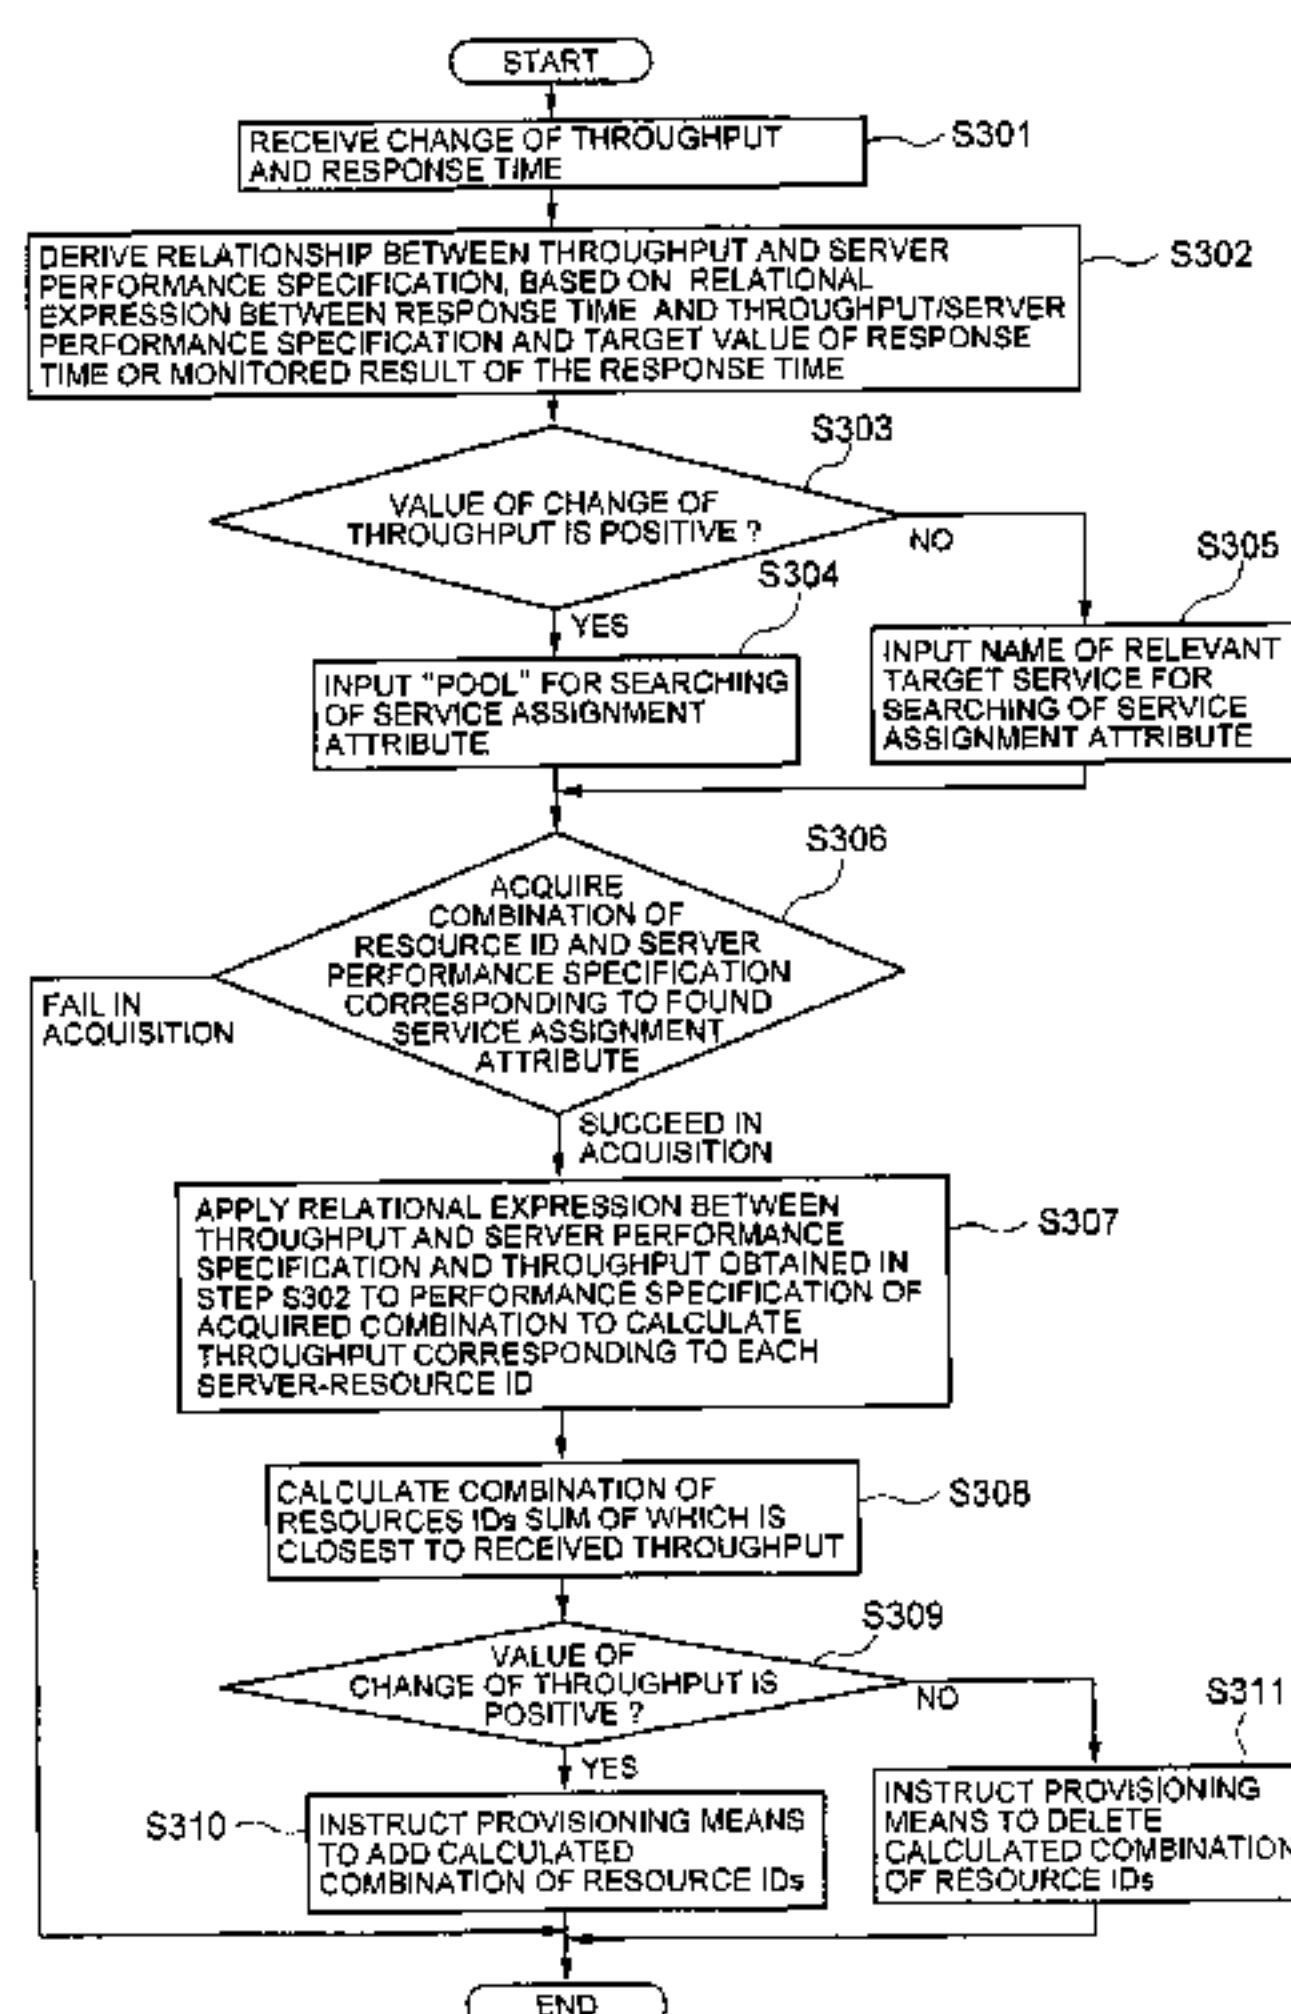 START
RECEIVE CHANGE OF THROUGHPUT
AND RESPONSE TIME
S301
DERIVE RELATIONSHIP BETWEEN THROUGHPUT AND SERVER
PERFORMANCE SPECIFICATION, BASED ON RELATIONAL
EXPRESSION BETWEEN RESPONSE TIME AND THROUGHPUT/SERVER
PERFORMANCE SPECIFICATION AND TARGET VALUE OF RESPONSE
TIME OR MONITORED RESULT OF THE RESPONSE TIME
S302
S303
VALUE OF CHANGE OF
THROUGHPUT IS POSITIVE ?
NO
YES
S304
INPUT "POOL" FOR SEARCHING
OF SERVICE ASSIGNMENT
ATTRIBUTE
S305
INPUT NAME OF RELEVANT
TARGET SERVICE FOR
SEARCHING OF SERVICE
ASSIGNMENT ATTRIBUTE
S306
ACQUIRE
COMBINATION OF
RESOURCE ID AND SERVER
PERFORMANCE SPECIFICATION
CORRESPONDING TO FOUND
SERVICE ASSIGNMENT
ATTRIBUTE
FAIL IN
ACQUISITION
SUCCEED IN
ACQUISITION
APPLY RELATIONAL EXPRESSION BETWEEN
THROUGHPUT AND SERVER PERFORMANCE
SPECIFICATION AND THROUGHPUT OBTAINED IN
STEP S302 TO PERFORMANCE SPECIFICATION OF
ACQUIRED COMBINATION TO CALCULATE
THROUGHPUT CORRESPONDING TO EACH
SERVER-RESOURCE ID
S307
CALCULATE COMBINATION OF
RESOURCES IDs SUM OF WHICH IS
CLOSEST TO RECEIVED THROUGHPUT
S308
S309
VALUE OF
CHANGE OF THROUGHPUT IS
POSITIVE ?
NO
YES
S310
INSTRUCT PROVISIONING MEANS
TO ADD CALCULATED
COMBINATION OF RESOURCE IDs
S311
INSTRUCT PROVISIONING
MEANS TO DELETE
CALCULATED COMBINATION
OF RESOURCE IDs
END